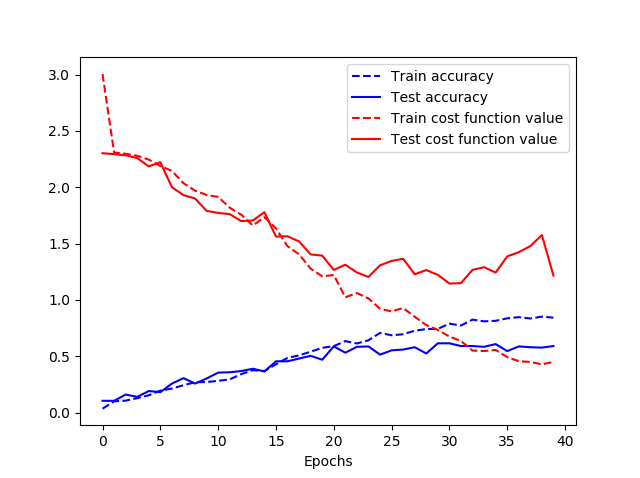 3.0
2.5
2.0
1.5
1.0
0.5
0.0
Train accuracy
Test accuracy
Train cost function value
Test cost function value
0 5 10 15 20 25 30 35 40
Epochs